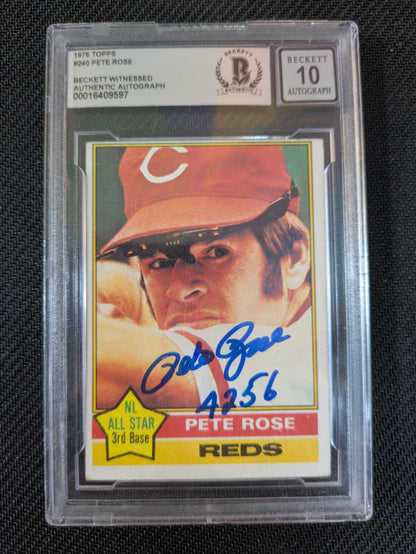 1976 TOPPS
#240 PETE ROSE
BECKETT WITNESSED
AUTHENTIC AUTOGRAPH
00016409597
BECKETT
B
AUTHENTIC
BECKETT
10
AUTOGRAPH
C
Pete Rose
4256
NL
ALL STAR
3rd Base
PETE ROSE
REDS